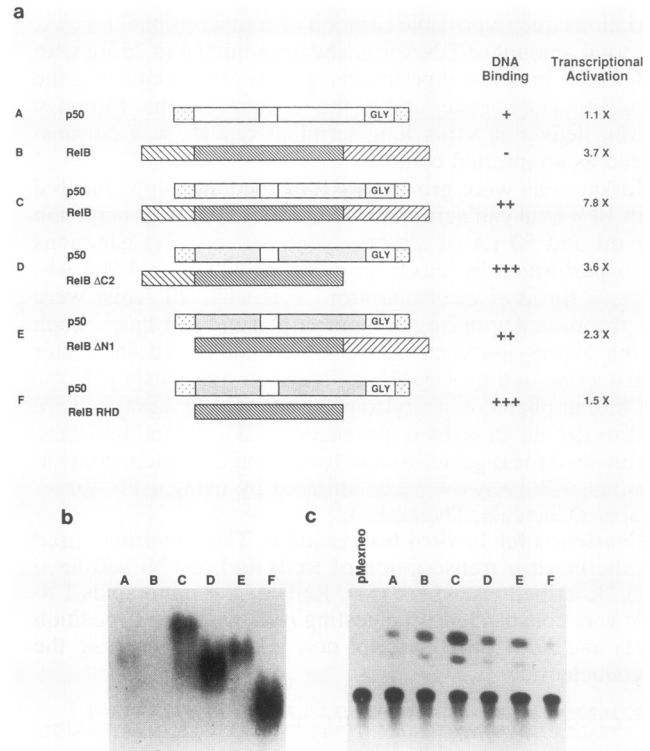 a
DNA Binding
Transcriptional Activation
A p50 GLY + 1.1 X
B RelB - 3.7 X
C p50 GLY
RelB ++ 7.8 X
D p50 GLY
RelB ΔC2 +++ 3.6 X
E p50 GLY
RelB ΔN1 ++ 2.3 X
F p50 GLY
RelB RHD +++ 1.5 X
b
A B C D E F
c
pMexneo A B C D E F